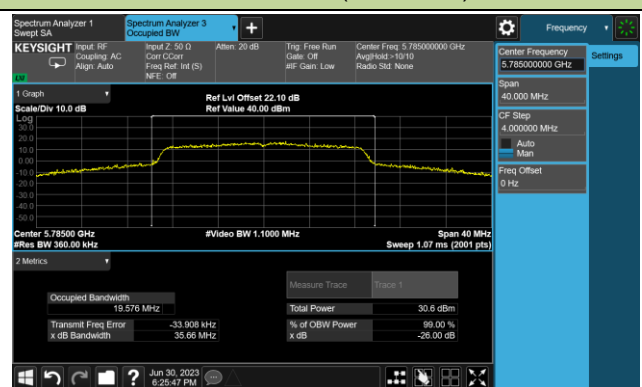 Spectrum Analyzer 1
Swept SA
Spectrum Analyzer 3
Occupied BW
Frequency
KEYSIGHT
Input: RF
Coupling: AC
Align: Auto
Input Z: 50 Ω
Corr CCorr
Freq Ref: Int (S)
NFE: Off
Atten: 20 dB
Trig: Free Run
Gate: Off
#IF Gain: Low
Center Freq: 5.785000000 GHz
Avg|Hold:>10/10
Radio Std: None
Center Frequency
5.785000000 GHz
Settings
Span
40.000 MHz
CF Step
4.000000 MHz
Auto
Man
Freq Offset
0 Hz
1 Graph
Scale/Div 10.0 dB
Ref Lvl Offset 22.10 dB
Ref Value 40.00 dBm
Log
30.0
20.0
10.0
0.00
-10.0
-20.0
-30.0
-40.0
-50.0
Center 5.78500 GHz
#Res BW 360.00 kHz
#Video BW 1.1000 MHz
Span 40 MHz
Sweep 1.07 ms (2001 pts)
2 Metrics
Measure Trace
Trace 1
Occupied Bandwidth
19.576 MHz
Total Power
30.6 dBm
Transmit Freq Error
-33.908 kHz
% of OBW Power
99.00 %
x dB Bandwidth
35.66 MHz
x dB
-26.00 dB
Jun 30, 2023
6:25:47 PM